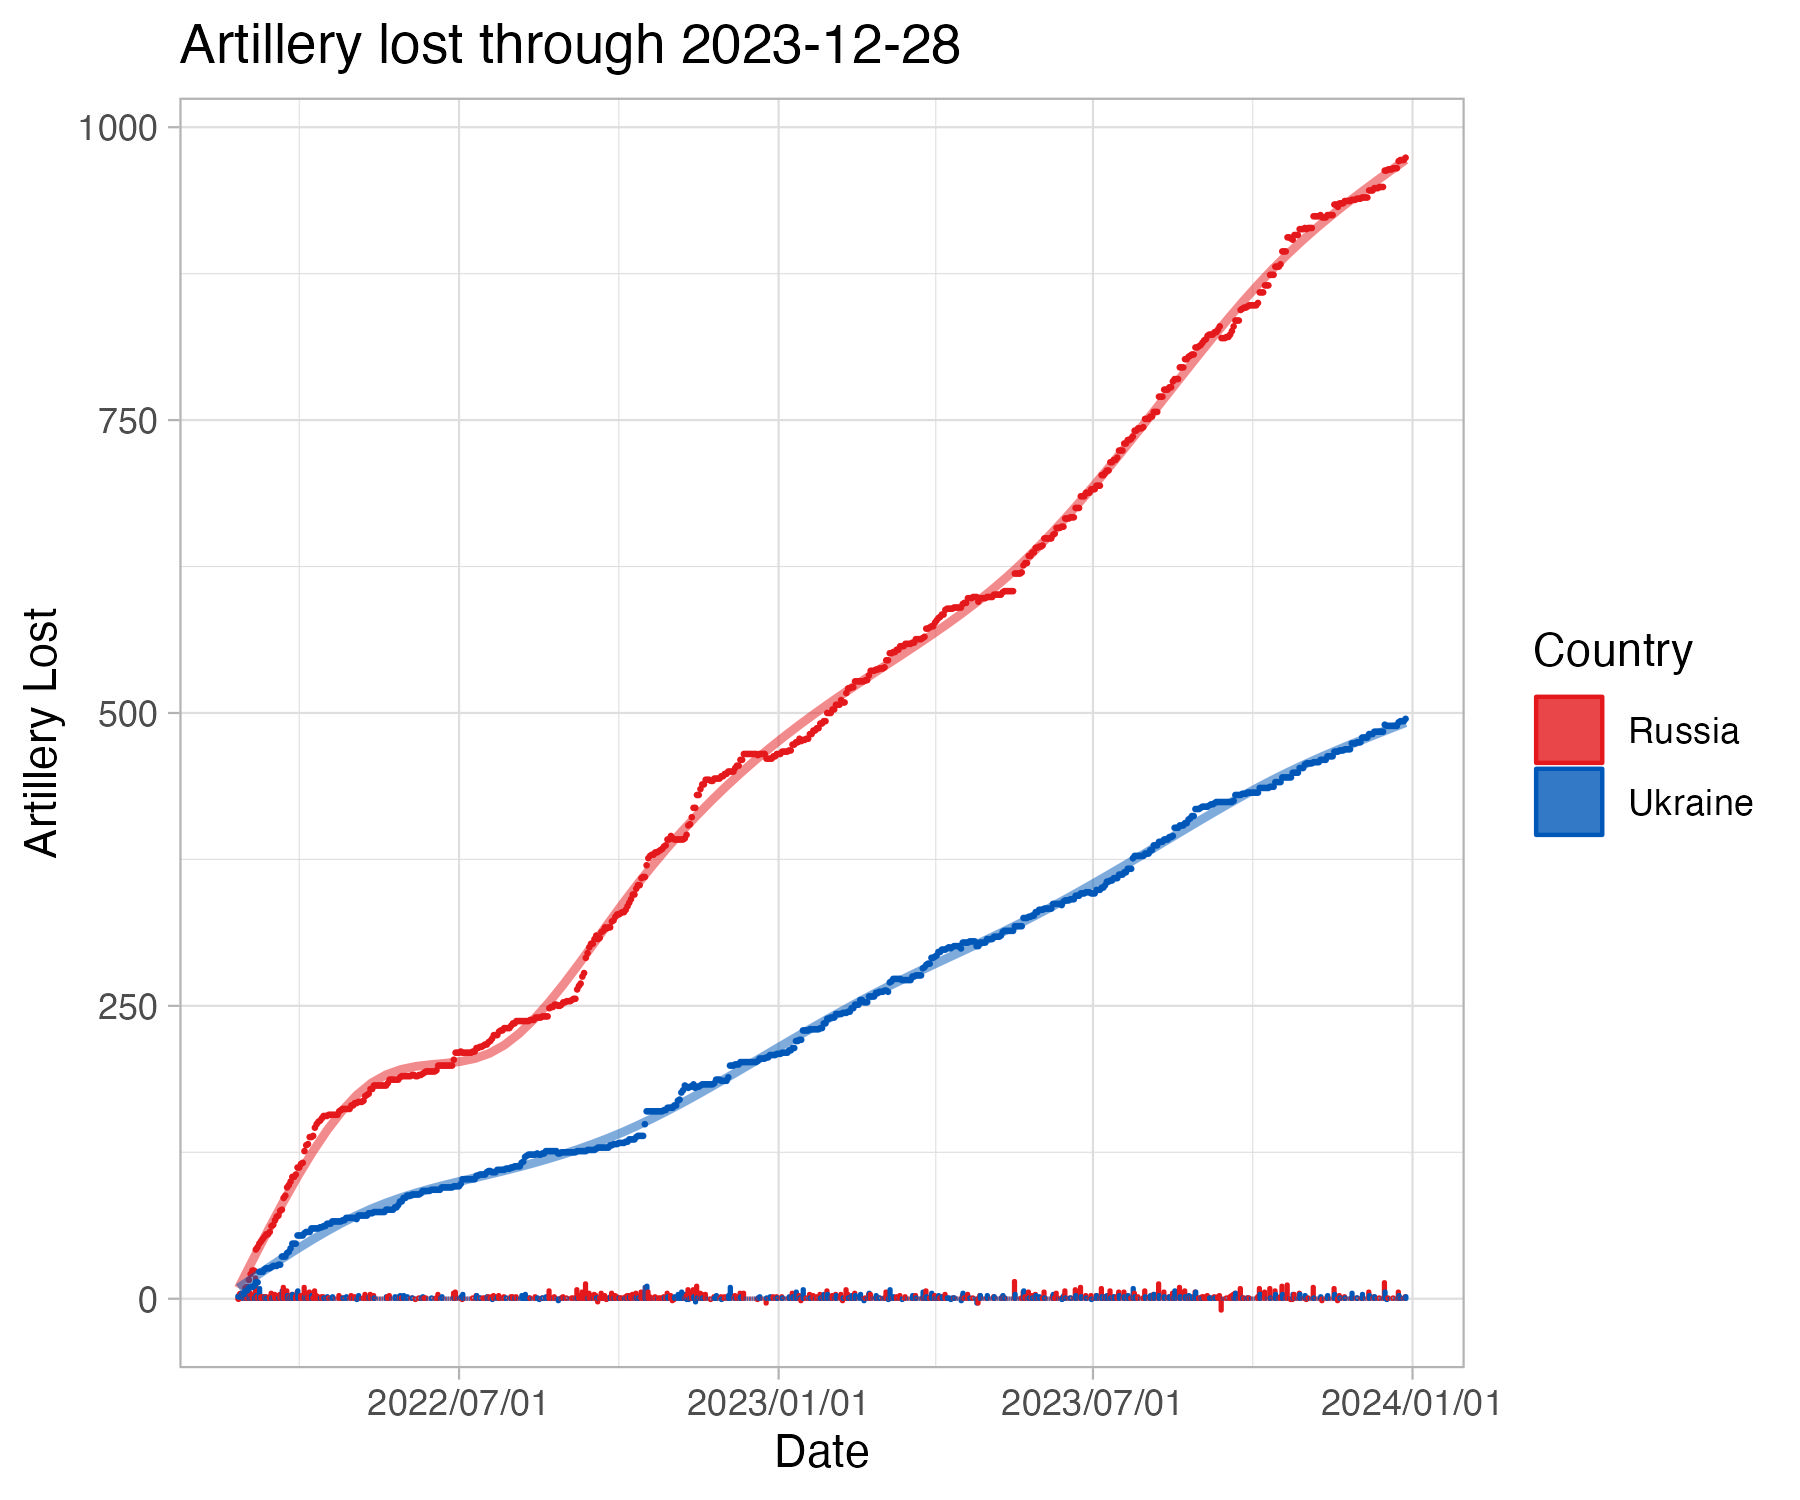 Artillery lost through 2023-12-28
Artillery Lost
1000
750
500
250
0
2022/07/01
2023/01/01
2023/07/01
2024/01/01
Date
Country
Russia
Ukraine